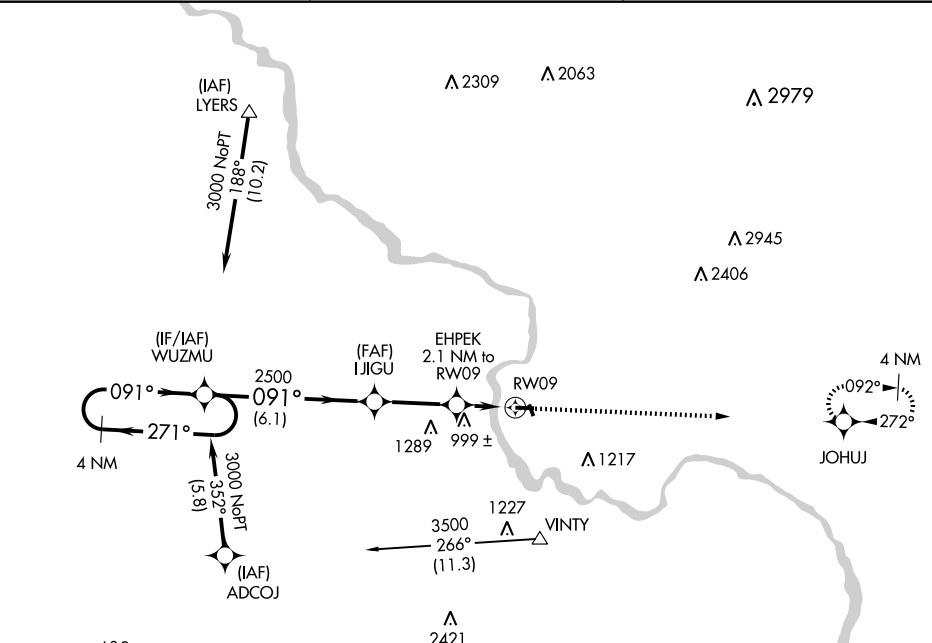 2309
2063
2979
(IAF)
LYERS
3000 NoPT
188°
(10.2)
2945
2406
(IF/IAF)
WUZMU
(FAF)
IJIGU
EHPEK
2.1 NM to
RW09
RW09
4 NM
091°
2500
091°
(6.1)
092°
272°
271°
1289
999 ±
JOHUJ
4 NM
3000 NoPT
352°
(5.8)
1217
1227
VINTY
3500
266°
(11.3)
(IAF)
ADCOJ
2421